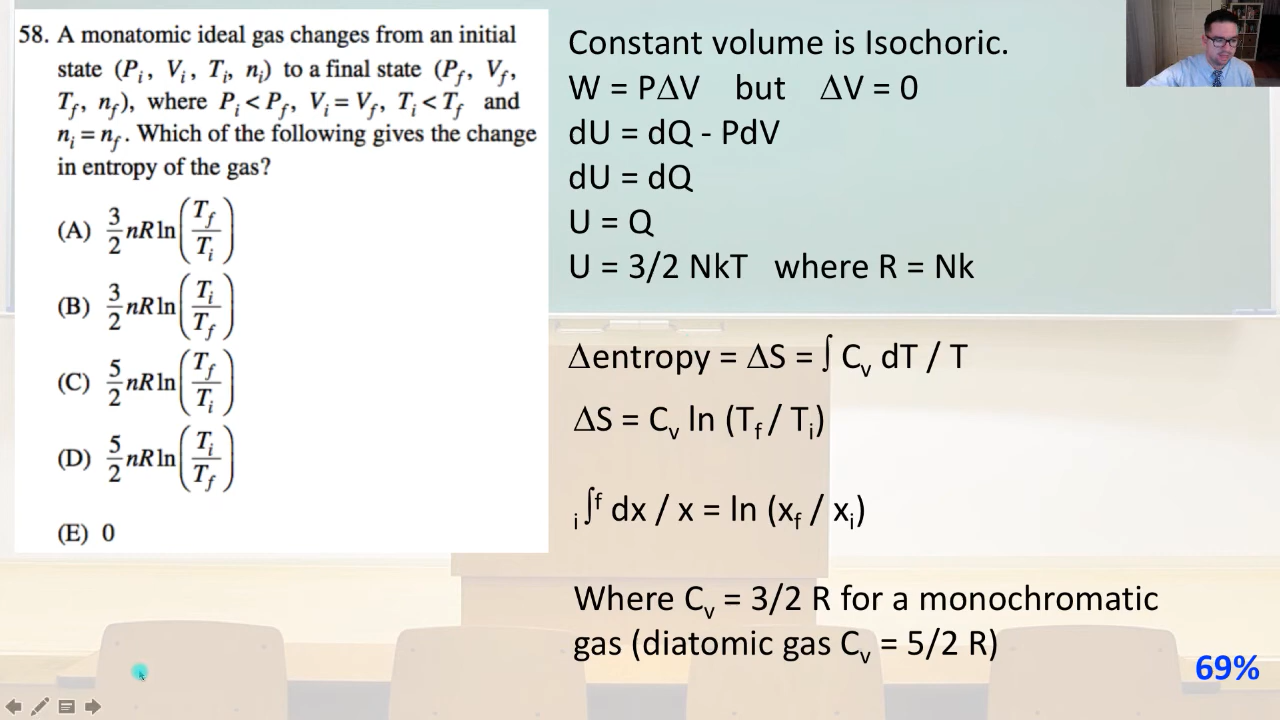 58. A monatomic ideal gas changes from an initial
state (Pᵢ, Vᵢ, Tᵢ, nᵢ) to a final state (P_f, V_f,
T_f, n_f), where Pᵢ < P_f, Vᵢ = V_f, Tᵢ < T_f and
nᵢ = n_f. Which of the following gives the change
in entropy of the gas?
(A) 3/2 nR ln(T_f/Tᵢ)
(B) 3/2 nR ln(Tᵢ/T_f)
(C) 5/2 nR ln(T_f/Tᵢ)
(D) 5/2 nR ln(Tᵢ/T_f)
(E) 0
Constant volume is Isochoric.
W = PΔV but ΔV = 0
dU = dQ - PdV
dU = dQ
U = Q
U = 3/2 NkT where R = Nk
Δentropy = ΔS = ∫ Cᵥ dT / T
ΔS = Cᵥ ln (T_f / Tᵢ)
ᵢ∫ᶠ dx / x = ln (x_f / xᵢ)
Where Cᵥ = 3/2 R for a monochromatic
gas (diatomic gas Cᵥ = 5/2 R)
69%